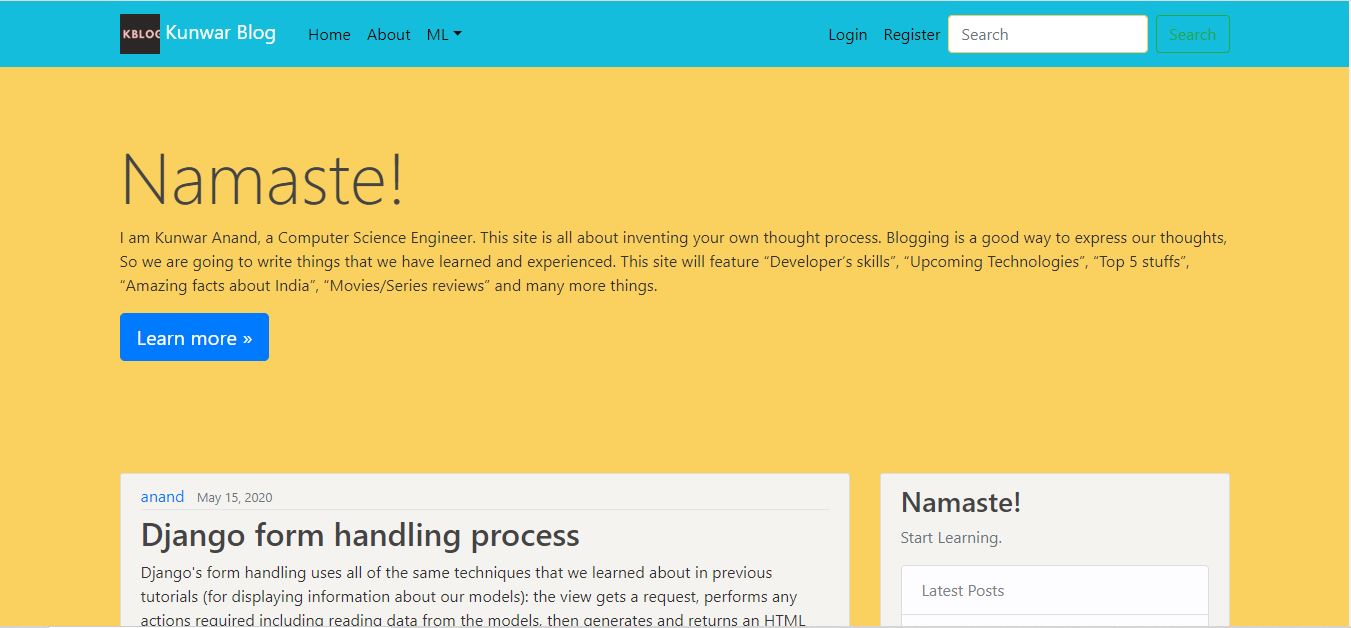 KBLOG Kunwar Blog Home About ML Login Register Search Search
Namaste!
I am Kunwar Anand, a Computer Science Engineer. This site is all about inventing your own thought process. Blogging is a good way to express our thoughts,
So we are going to write things that we have learned and experienced. This site will feature “Developer’s skills”, “Upcoming Technologies”, “Top 5 stuffs”,
“Amazing facts about India”, “Movies/Series reviews” and many more things.
Learn more »
anand May 15, 2020
Django form handling process
Django's form handling uses all of the same techniques that we learned about in previous
tutorials (for displaying information about our models): the view gets a request, performs any
actions required including reading data from the models, then generates and returns an HTML
Namaste!
Start Learning.
Latest Posts